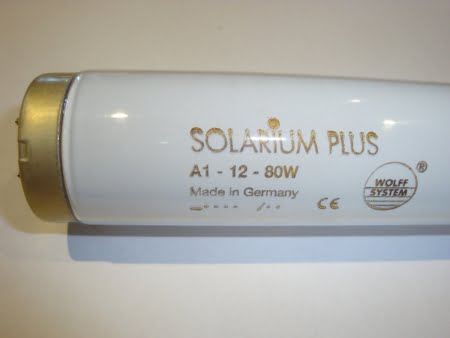 SOLARIUM PLUS
A1 - 12 - 80W
Made in Germany
CE
WOLFF
SYSTEM
®